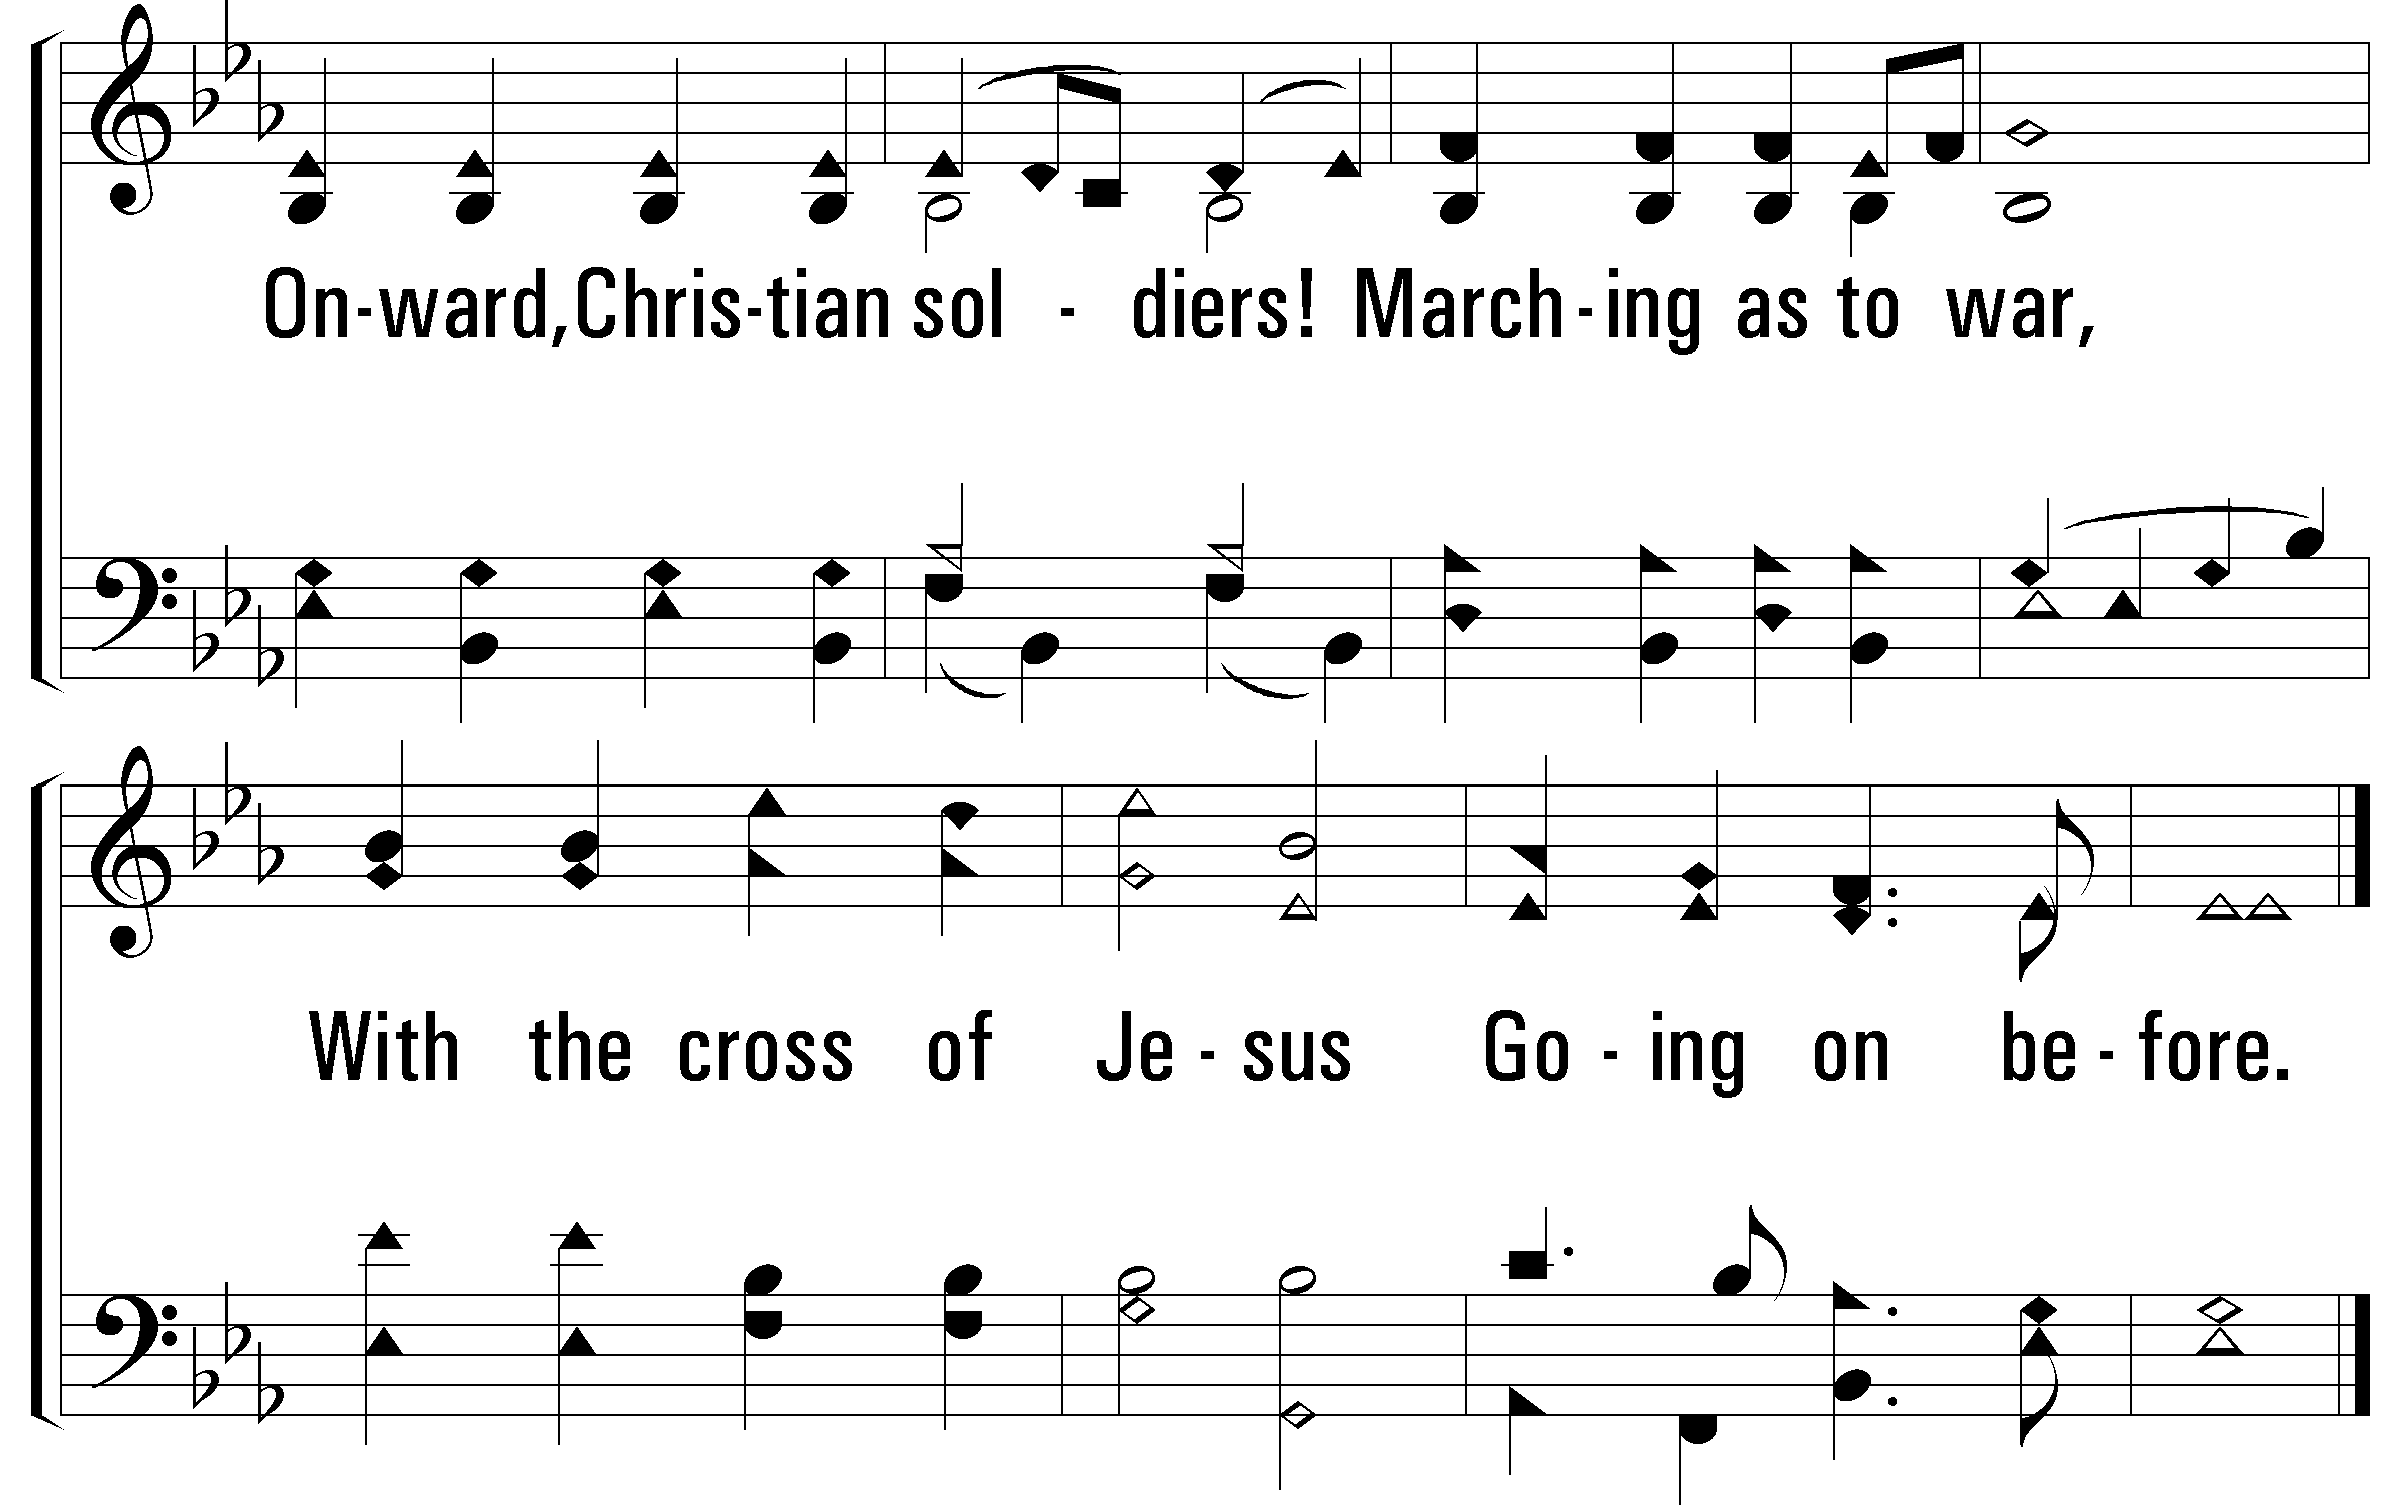 On-ward, Chris-tian sol - diers! March-ing as to war,
With the cross of Je - sus Go - ing on be - fore.